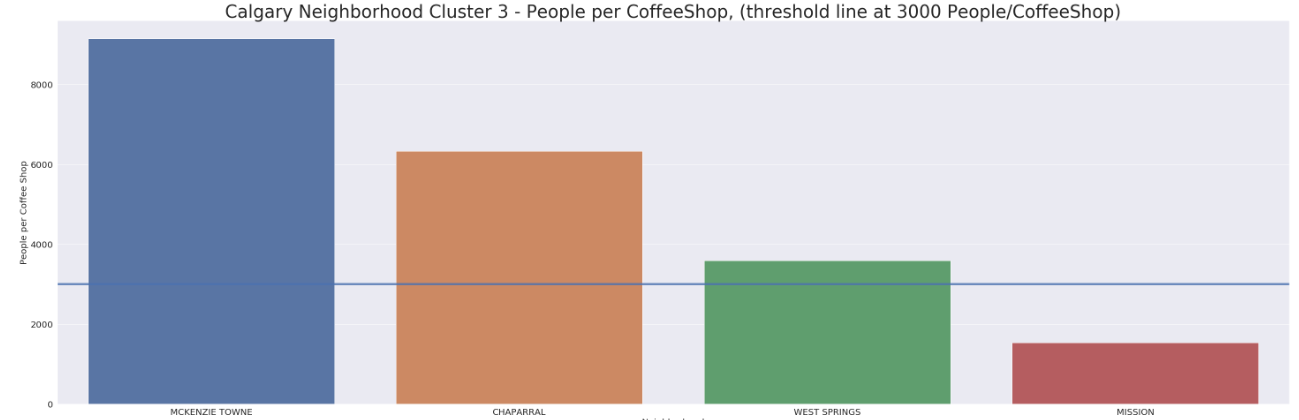 Calgary Neighborhood Cluster 3 - People per CoffeeShop, (threshold line at 3000 People/CoffeeShop)
8000
6000
4000
2000
0
People per Coffee Shop
MCKENZIE TOWNE
CHAPARRAL
WEST SPRINGS
MISSION